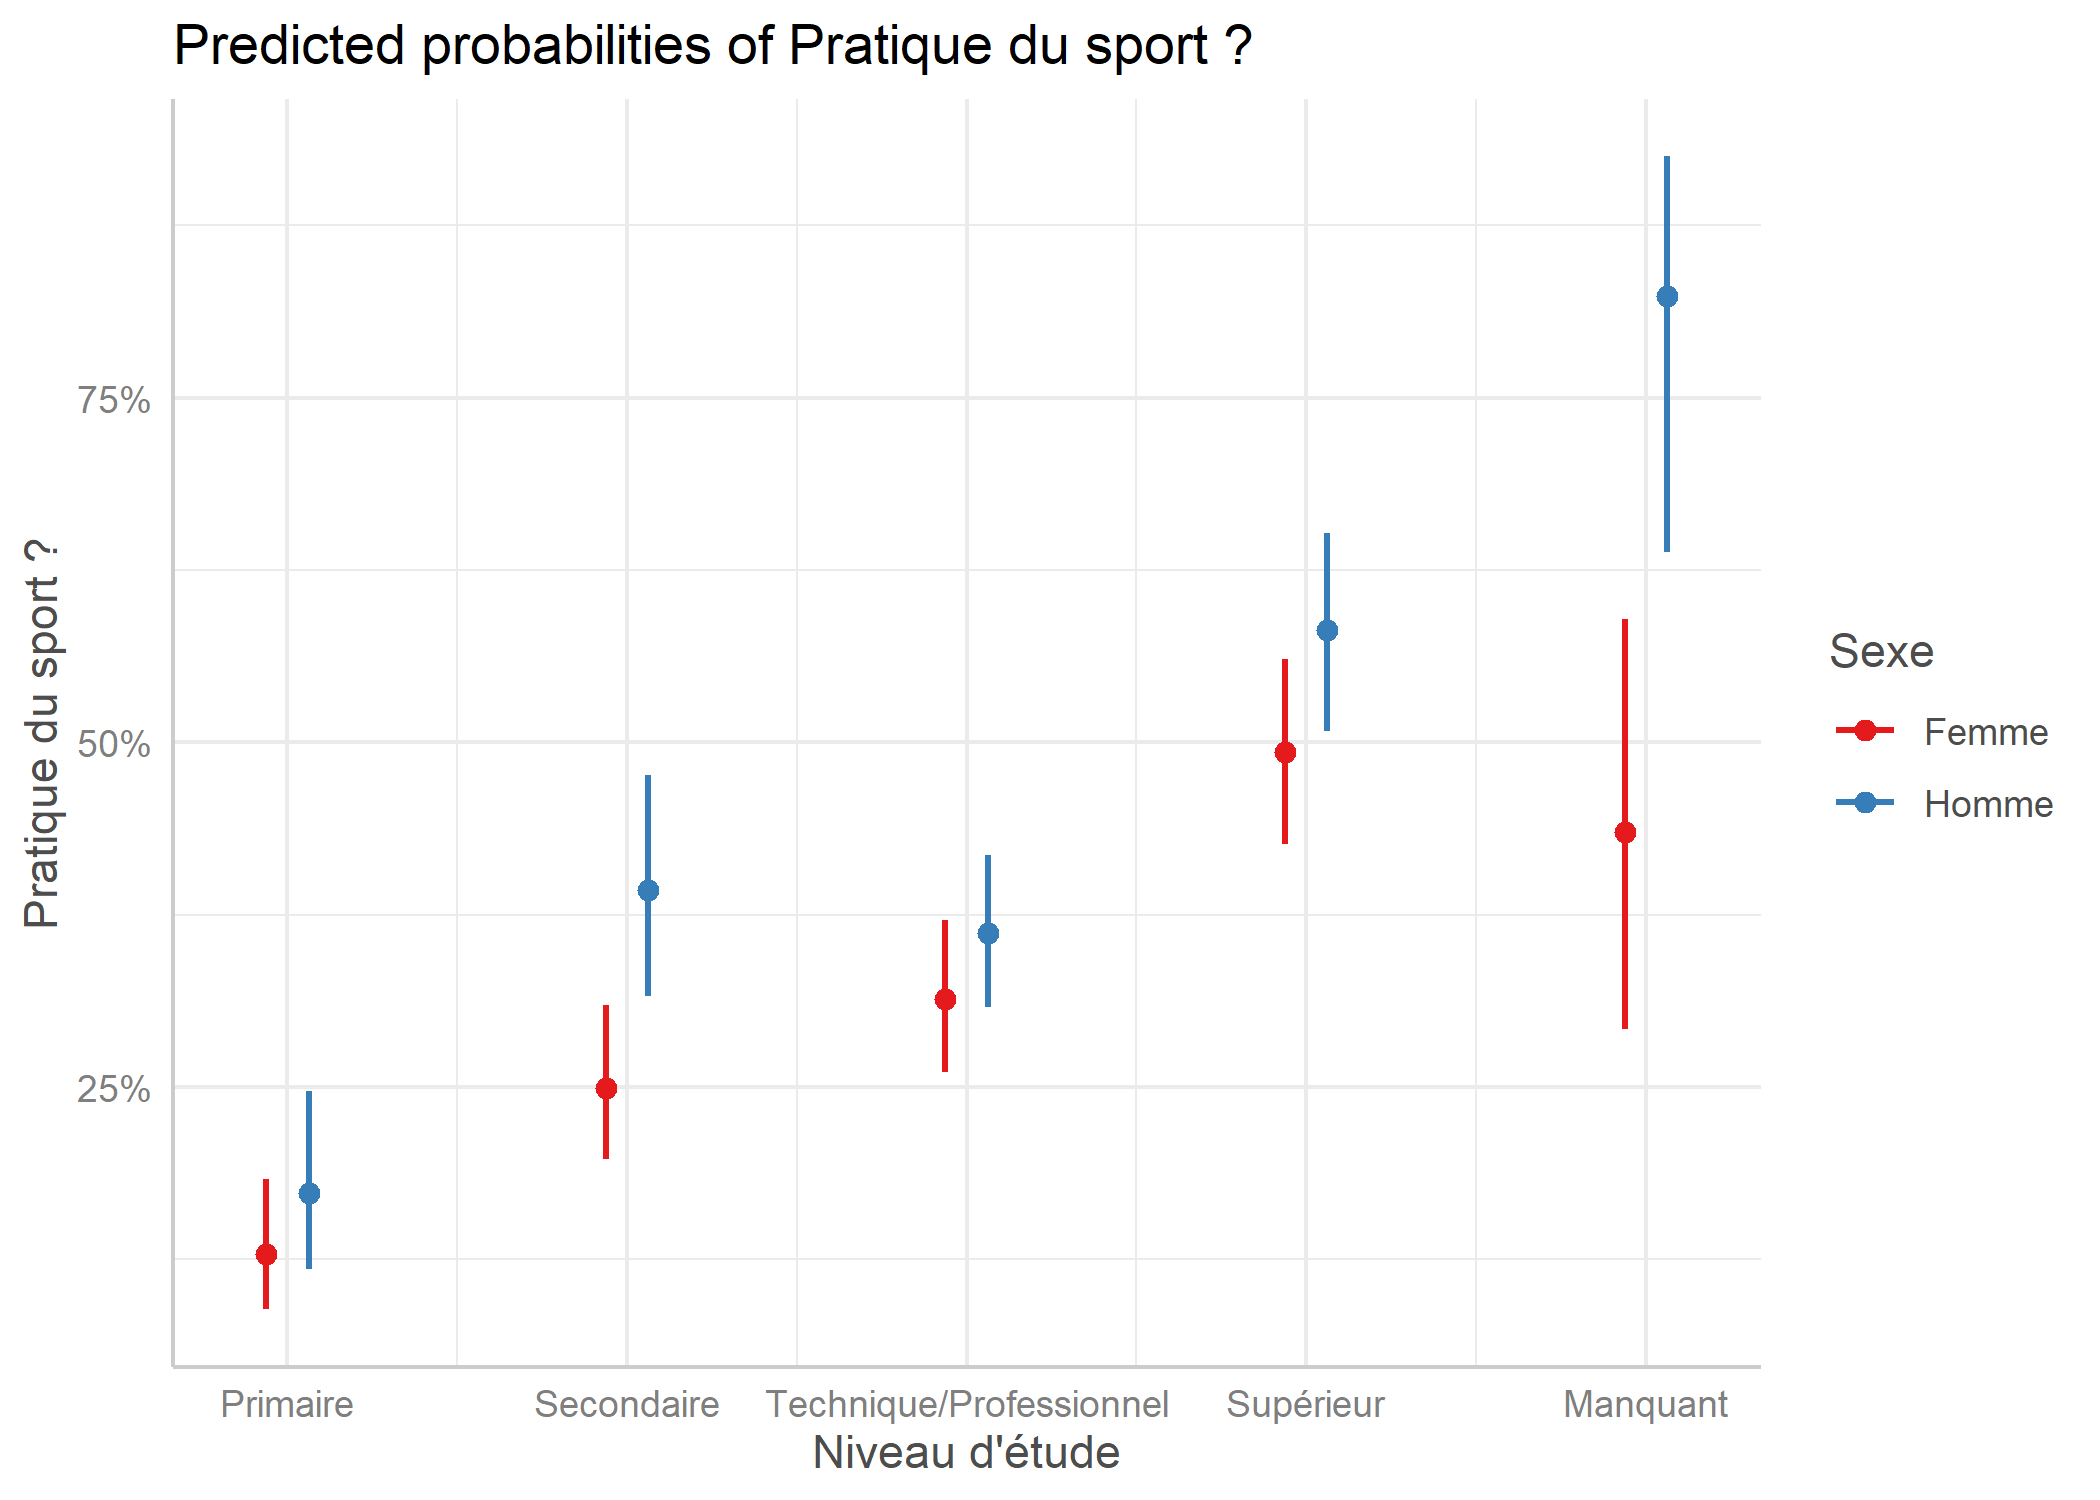 Predicted probabilities of Pratique du sport ?
Pratique du sport ?
75%
50%
25%
Primaire
Secondaire
Technique/Professionnel
Supérieur
Manquant
Niveau d'étude
Sexe
Femme
Homme